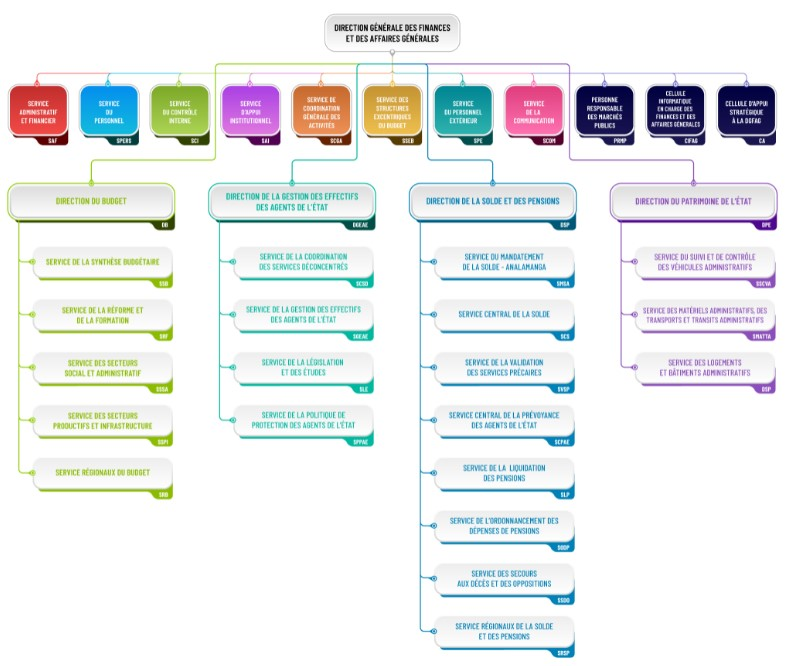 DIRECTION GÉNÉRALE DES FINANCES
ET DES AFFAIRES GÉNÉRALES
SERVICE
ADMINISTRATIF
ET FINANCIER
SAF
SERVICE
DU
PERSONNEL
SPERS
SERVICE
DU CONTRÔLE
INTERNE
SCI
SERVICE
D'APPUI
INSTITUTIONNEL
SAI
SERVICE DE
COORDINATION
GÉNÉRALE DES
ACTIVITÉS
SCGA
SERVICE
DES STRUCTURES
EXCENTRIQUES
DU BUDGET
SSEB
SERVICE
DU PERSONNEL
EXTÉRIEUR
SPE
SERVICE
DE LA
COMMUNICATION
SCOM
PERSONNE
RESPONSABLE
DES MARCHÉS
PUBLICS
PRMP
CELLULE
INFORMATIQUE
EN CHARGE DES
FINANCES ET DES
AFFAIRES GÉNÉRALES
CIFAG
CELLULE D'APPUI
STRATÉGIQUE
À LA DGFAG
CA
DIRECTION DU BUDGET
DB
SERVICE DE LA SYNTHÈSE BUDGÉTAIRE
SSB
SERVICE DE LA RÉFORME ET
DE LA FORMATION
SRF
SERVICE DES SECTEURS
SOCIAL ET ADMINISTRATIF
SSSA
SERVICE DES SECTEURS
PRODUCTIFS ET INFRASTRUCTURE
SSPI
SERVICE RÉGIONAUX DU BUDGET
SRB
DIRECTION DE LA GESTION DES EFFECTIFS
DES AGENTS DE L'ÉTAT
DGEAE
SERVICE DE LA COORDINATION
DES SERVICES DÉCONCENTRÉS
SCSD
SERVICE DE LA GESTION DES EFFECTIFS
DES AGENTS DE L'ÉTAT
SGEAE
SERVICE DE LA LÉGISLATION
ET DES ÉTUDES
SLE
SERVICE DE LA POLITIQUE DE
PROTECTION DES AGENTS DE L'ÉTAT
SPPAE
DIRECTION DE LA SOLDE ET DES PENSIONS
DSP
SERVICE DU MANDATEMENT
DE LA SOLDE - ANALAMANGA
SMSA
SERVICE CENTRAL DE LA SOLDE
SCS
SERVICE DE LA VALIDATION
DES SERVICES PRÉCAIRES
SVSP
SERVICE CENTRAL DE LA PRÉVOYANCE
DES AGENTS DE L'ÉTAT
SCPAE
SERVICE DE LA LIQUIDATION
DES PENSIONS
SLP
SERVICE DE L'ORDONNANCEMENT DES
DÉPENSES DE PENSIONS
SODP
SERVICE DES SECOURS
AUX DÉCÈS ET DES OPPOSITIONS
SSDO
SERVICE RÉGIONAUX DE LA SOLDE
ET DES PENSIONS
SRSP
DIRECTION DU PATRIMOINE DE L'ÉTAT
DPE
SERVICE DU SUIVI ET DE CONTRÔLE
DES VÉHICULES ADMINISTRATIFS
SSCVA
SERVICE DES MATÉRIELS ADMINISTRATIFS, DES
TRANSPORTS ET TRANSITS ADMINISTRATIFS
SMATTA
SERVICE DES LOGEMENTS
ET BÂTIMENTS ADMINISTRATIFS